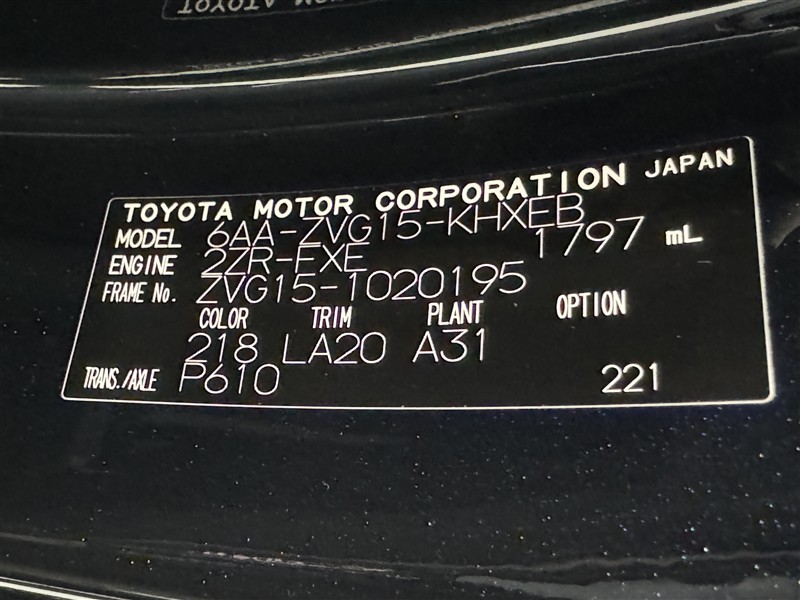 TOYOTA MOTOR CORPORATION JAPAN
MODEL 6AA-ZVG15-KHXEB
ENGINE 2ZR-FXE 1797 mL
FRAME No. ZVG15-1020195
COLOR TRIM PLANT OPTION
218 LA20 A31
TRANS./AXLE P610 221